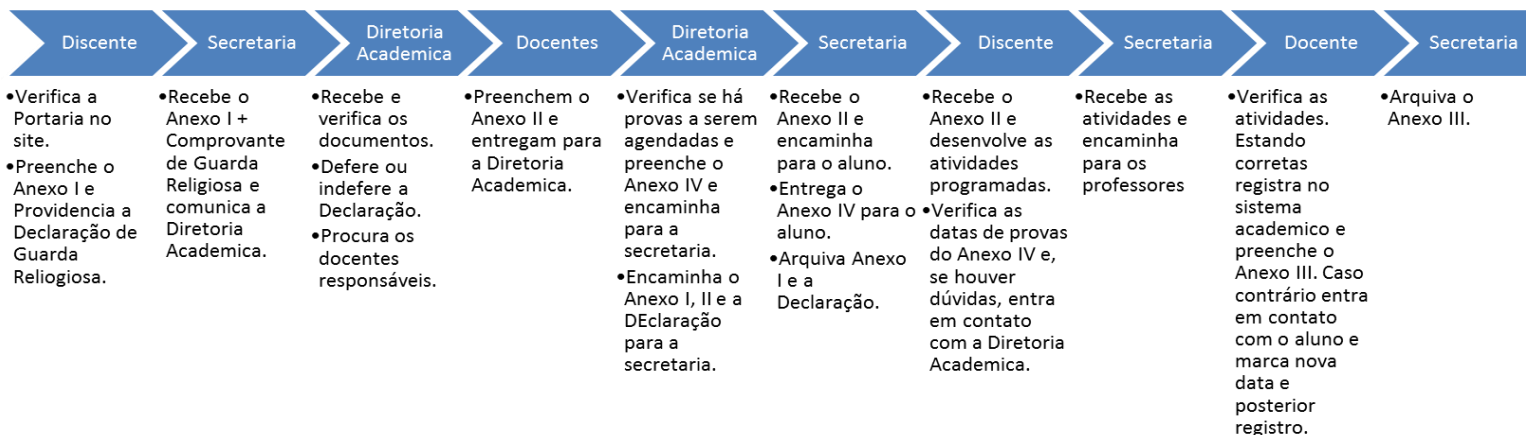 Discente
•Verifica a
Portaria no
site.
•Preenche o
Anexo I e
Providencia a
Declaração de
Guarda
Reliogiosa.
Secretaria
•Recebe o
Anexo I +
Comprovante
de Guarda
Religiosa e
comunica a
Diretoria
Academica.
Diretoria
Academica
•Recebe e
verifica os
documentos.
•Defere ou
indefere a
Declaração.
•Procura os
docentes
responsáveis.
Docentes
•Preenchem o
Anexo II e
entregam para
a Diretoria
Academica.
Diretoria
Academica
•Verifica se há
provas a serem
agendadas e
preenche o
Anexo IV e
encaminha
para a
secretaria.
•Encaminha o
Anexo I, II e a
DEclaração
para a
secretaria.
Secretaria
•Recebe o
Anexo II e
encaminha
para o aluno.
•Entrega o
Anexo IV para o
aluno.
•Arquiva Anexo
I e a
Declaração.
Discente
•Recebe o
Anexo II e
desenvolve as
atividades
programadas.
•Verifica as
datas de provas
do Anexo IV e,
se houver
dúvidas, entra
em contato
com a Diretoria
Academica.
Secretaria
•Recebe as
atividades e
encaminha
para os
professores
Docente
•Verifica as
atividades.
Estando
corretas
registra no
sistema
academico e
preenche o
Anexo III. Caso
contrário entra
em contato
com o aluno e
marca nova
data e
posterior
registro.
Secretaria
•Arquiva o
Anexo III.